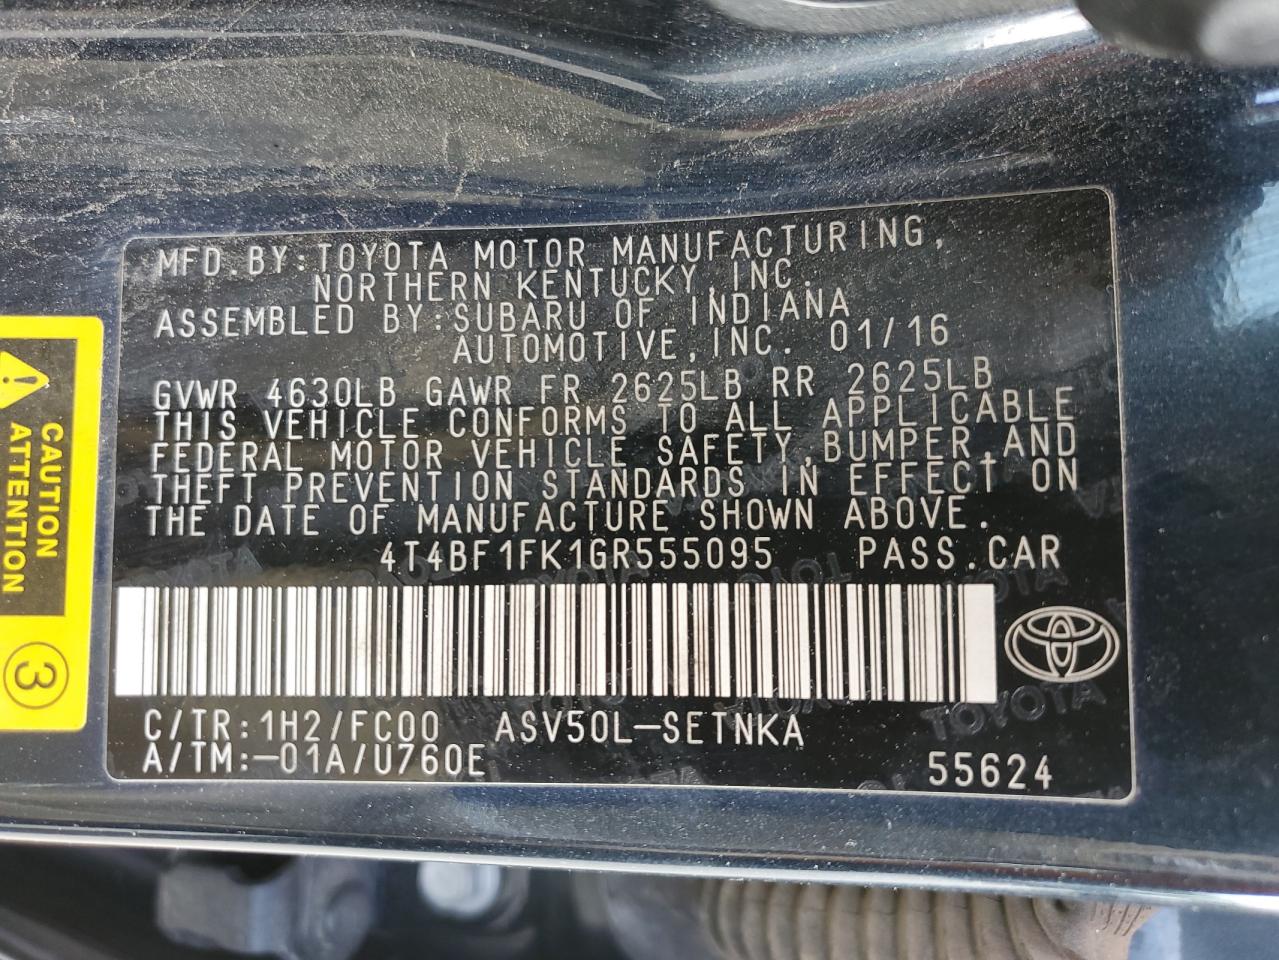 MFD.BY:TOYOTA MOTOR MANUFACTURING,
NORTHERN KENTUCKY,INC.
ASSEMBLED BY:SUBARU OF INDIANA
AUTOMOTIVE,INC. 01/16
GVWR 4630LB GAWR FR 2625LB RR 2625LB
THIS VEHICLE CONFORMS TO ALL APPLICABLE
FEDERAL MOTOR VEHICLE SAFETY,BUMPER,AND
THEFT PREVENTION STANDARDS IN EFFECT ON
THE DATE OF MANUFACTURE SHOWN ABOVE.
4T4BF1FK1GR555095 PASS.CAR
C/TR:1H2/FC00 ASV50L-SETNKA
A/TM:-01A/U760E
55624
CAUTION
ATTENTION
3